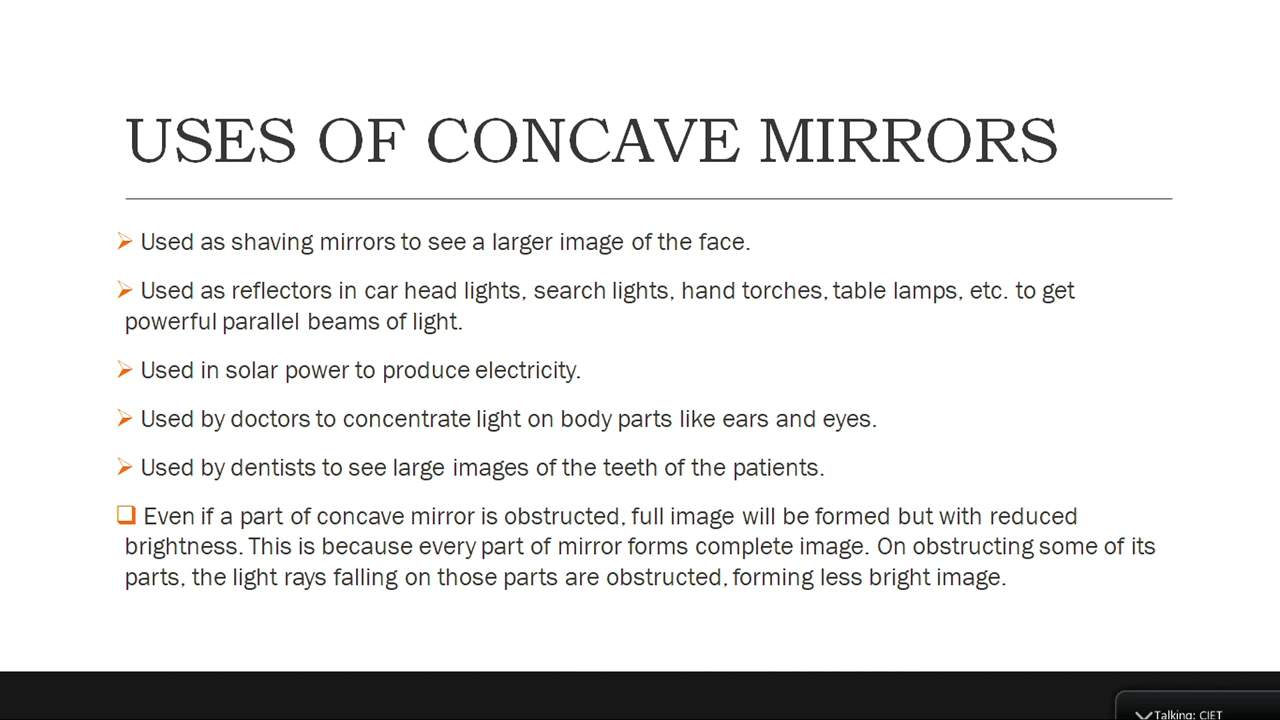 USES OF CONCAVE MIRRORS
Used as shaving mirrors to see a larger image of the face.
Used as reflectors in car head lights, search lights, hand torches, table lamps, etc. to get
powerful parallel beams of light.
Used in solar power to produce electricity.
Used by doctors to concentrate light on body parts like ears and eyes.
Used by dentists to see large images of the teeth of the patients.
Even if a part of concave mirror is obstructed, full image will be formed but with reduced
brightness. This is because every part of mirror forms complete image. On obstructing some of its
parts, the light rays falling on those parts are obstructed, forming less bright image.
Talking: CIET